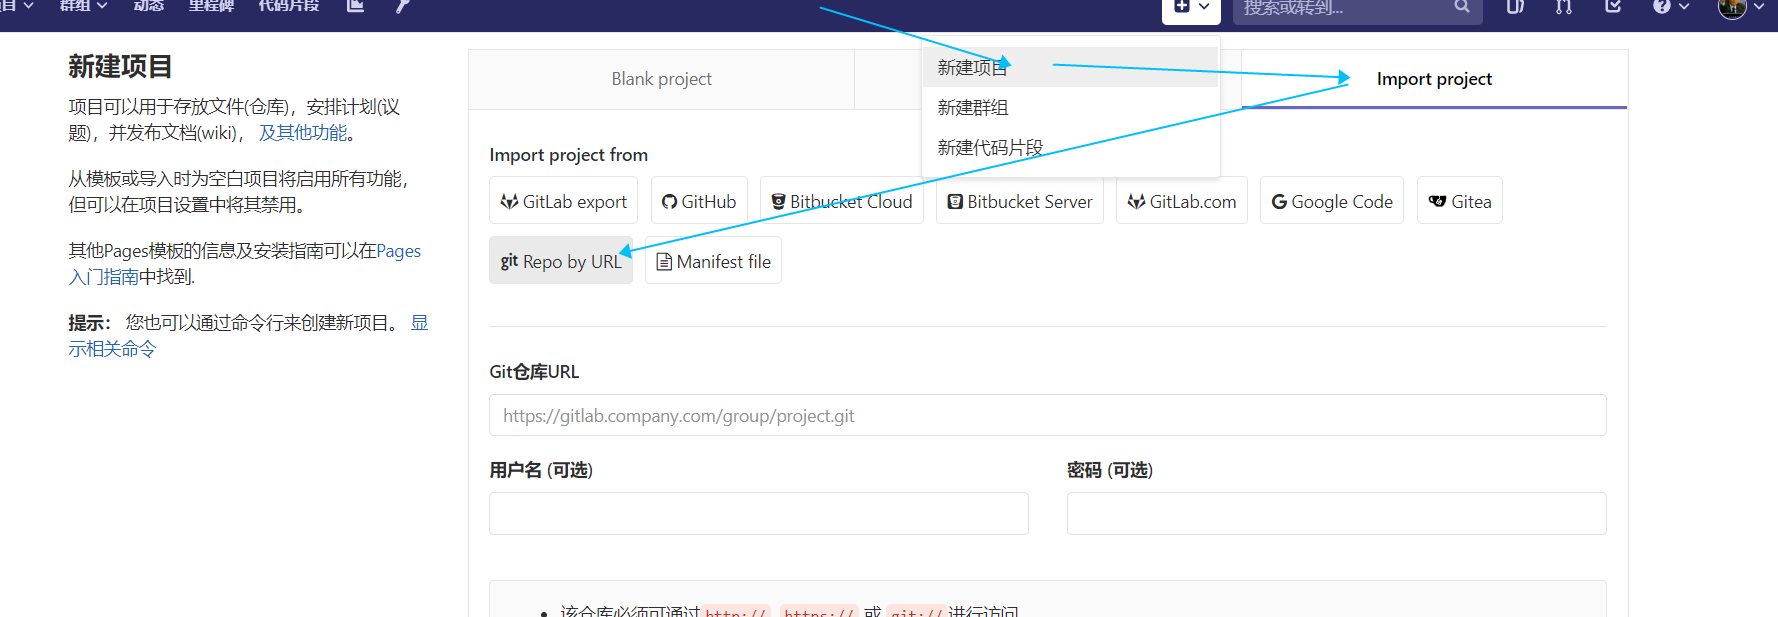 群组
动态
里程碑
代码片段
搜索或转到...
新建项目
项目可以用于存放文件(仓库)，安排计划(议
题)，并发布文档(wiki)， 及其他功能。
从模板或导入时为空白项目将启用所有功能，
但可以在项目设置中将其禁用。
其他Pages模板的信息及安装指南可以在Pages
入门指南中找到.
提示： 您也可以通过命令行来创建新项目。 显
示相关命令
Blank project
新建项目
新建群组
新建代码片段
Import project
Import project from
GitLab export
GitHub
Bitbucket Cloud
Bitbucket Server
GitLab.com
Google Code
Gitea
git Repo by URL
Manifest file
Git仓库URL
https://gitlab.company.com/group/project.git
用户名 (可选)
密码 (可选)
该仓库必须可通过 http:// https:// 或 git:// 进行访问